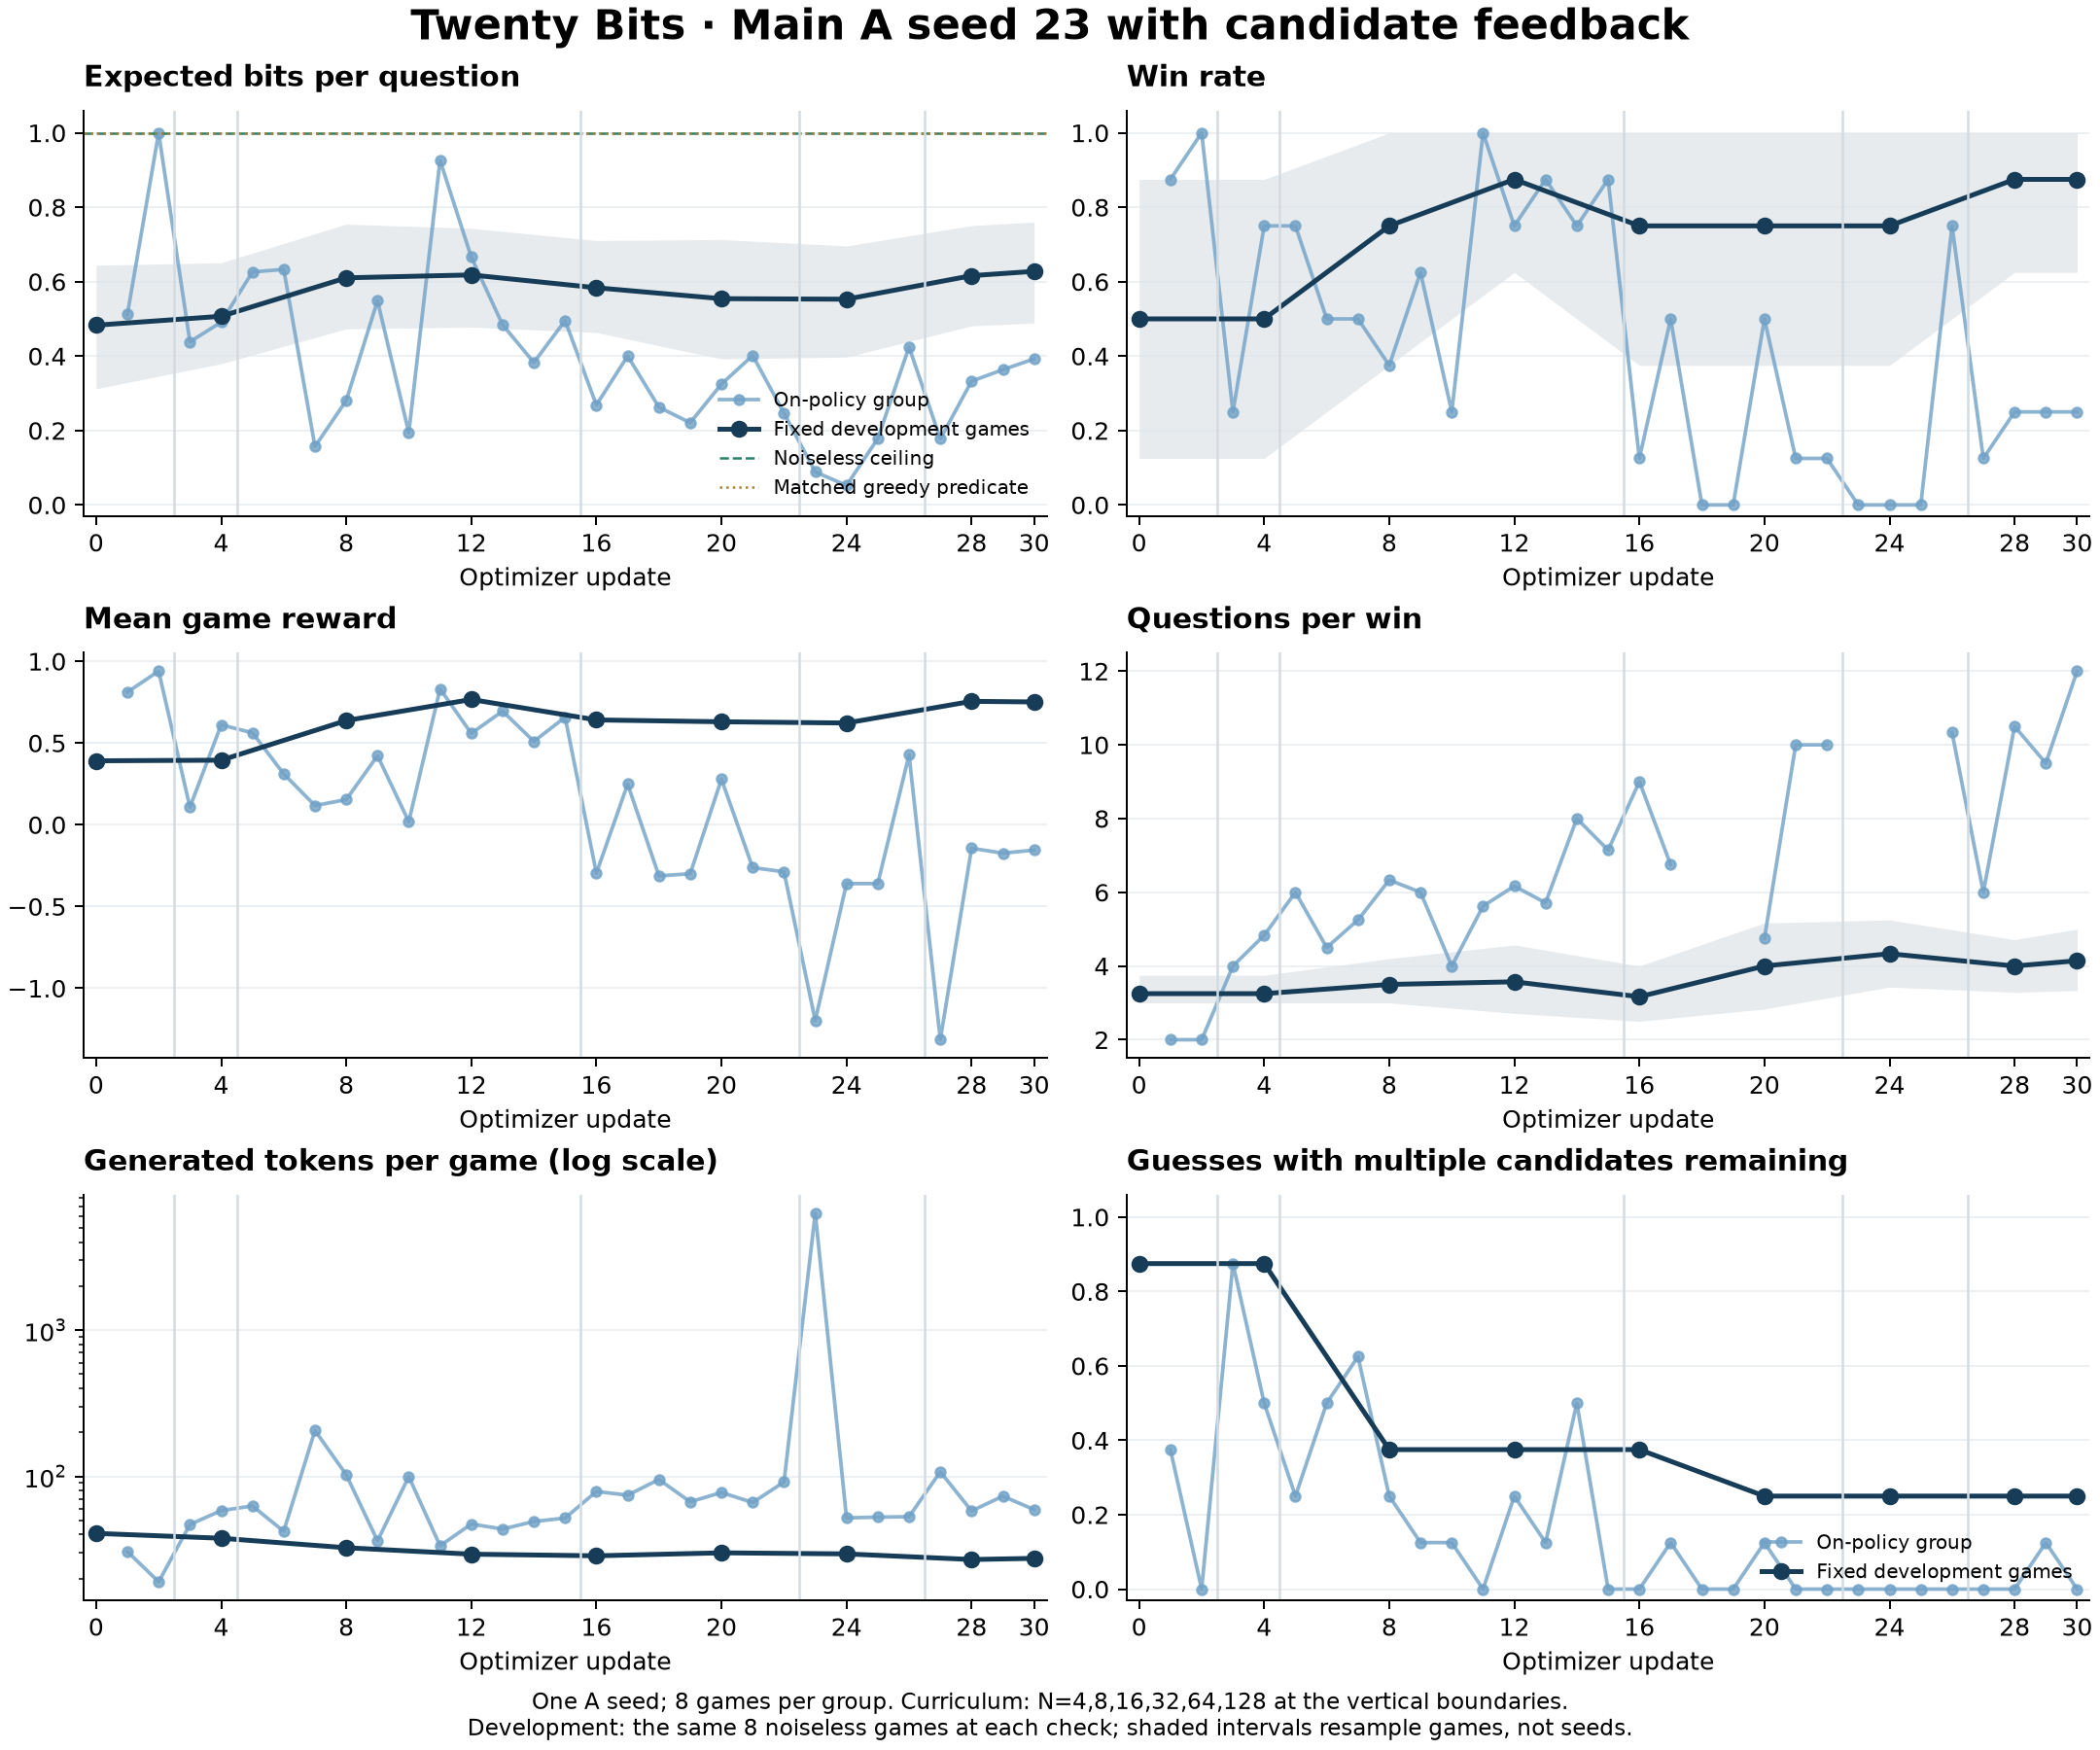 Twenty Bits · Main A seed 23 with candidate feedback
Expected bits per question
1.0
0.8
0.6
0.4
0.2
0.0
On-policy group
Fixed development games
Noiseless ceiling
Matched greedy predicate
0 4 8 12 16 20 24 28 30
Optimizer update
Win rate
1.0
0.8
0.6
0.4
0.2
0.0
0 4 8 12 16 20 24 28 30
Optimizer update
Mean game reward
1.0
0.5
0.0
−0.5
−1.0
0 4 8 12 16 20 24 28 30
Optimizer update
Questions per win
12
10
8
6
4
2
0 4 8 12 16 20 24 28 30
Optimizer update
Generated tokens per game (log scale)
10³
10²
0 4 8 12 16 20 24 28 30
Optimizer update
Guesses with multiple candidates remaining
1.0
0.8
0.6
0.4
0.2
0.0
On-policy group
Fixed development games
0 4 8 12 16 20 24 28 30
Optimizer update
One A seed; 8 games per group. Curriculum: N=4,8,16,32,64,128 at the vertical boundaries.
Development: the same 8 noiseless games at each check; shaded intervals resample games, not seeds.